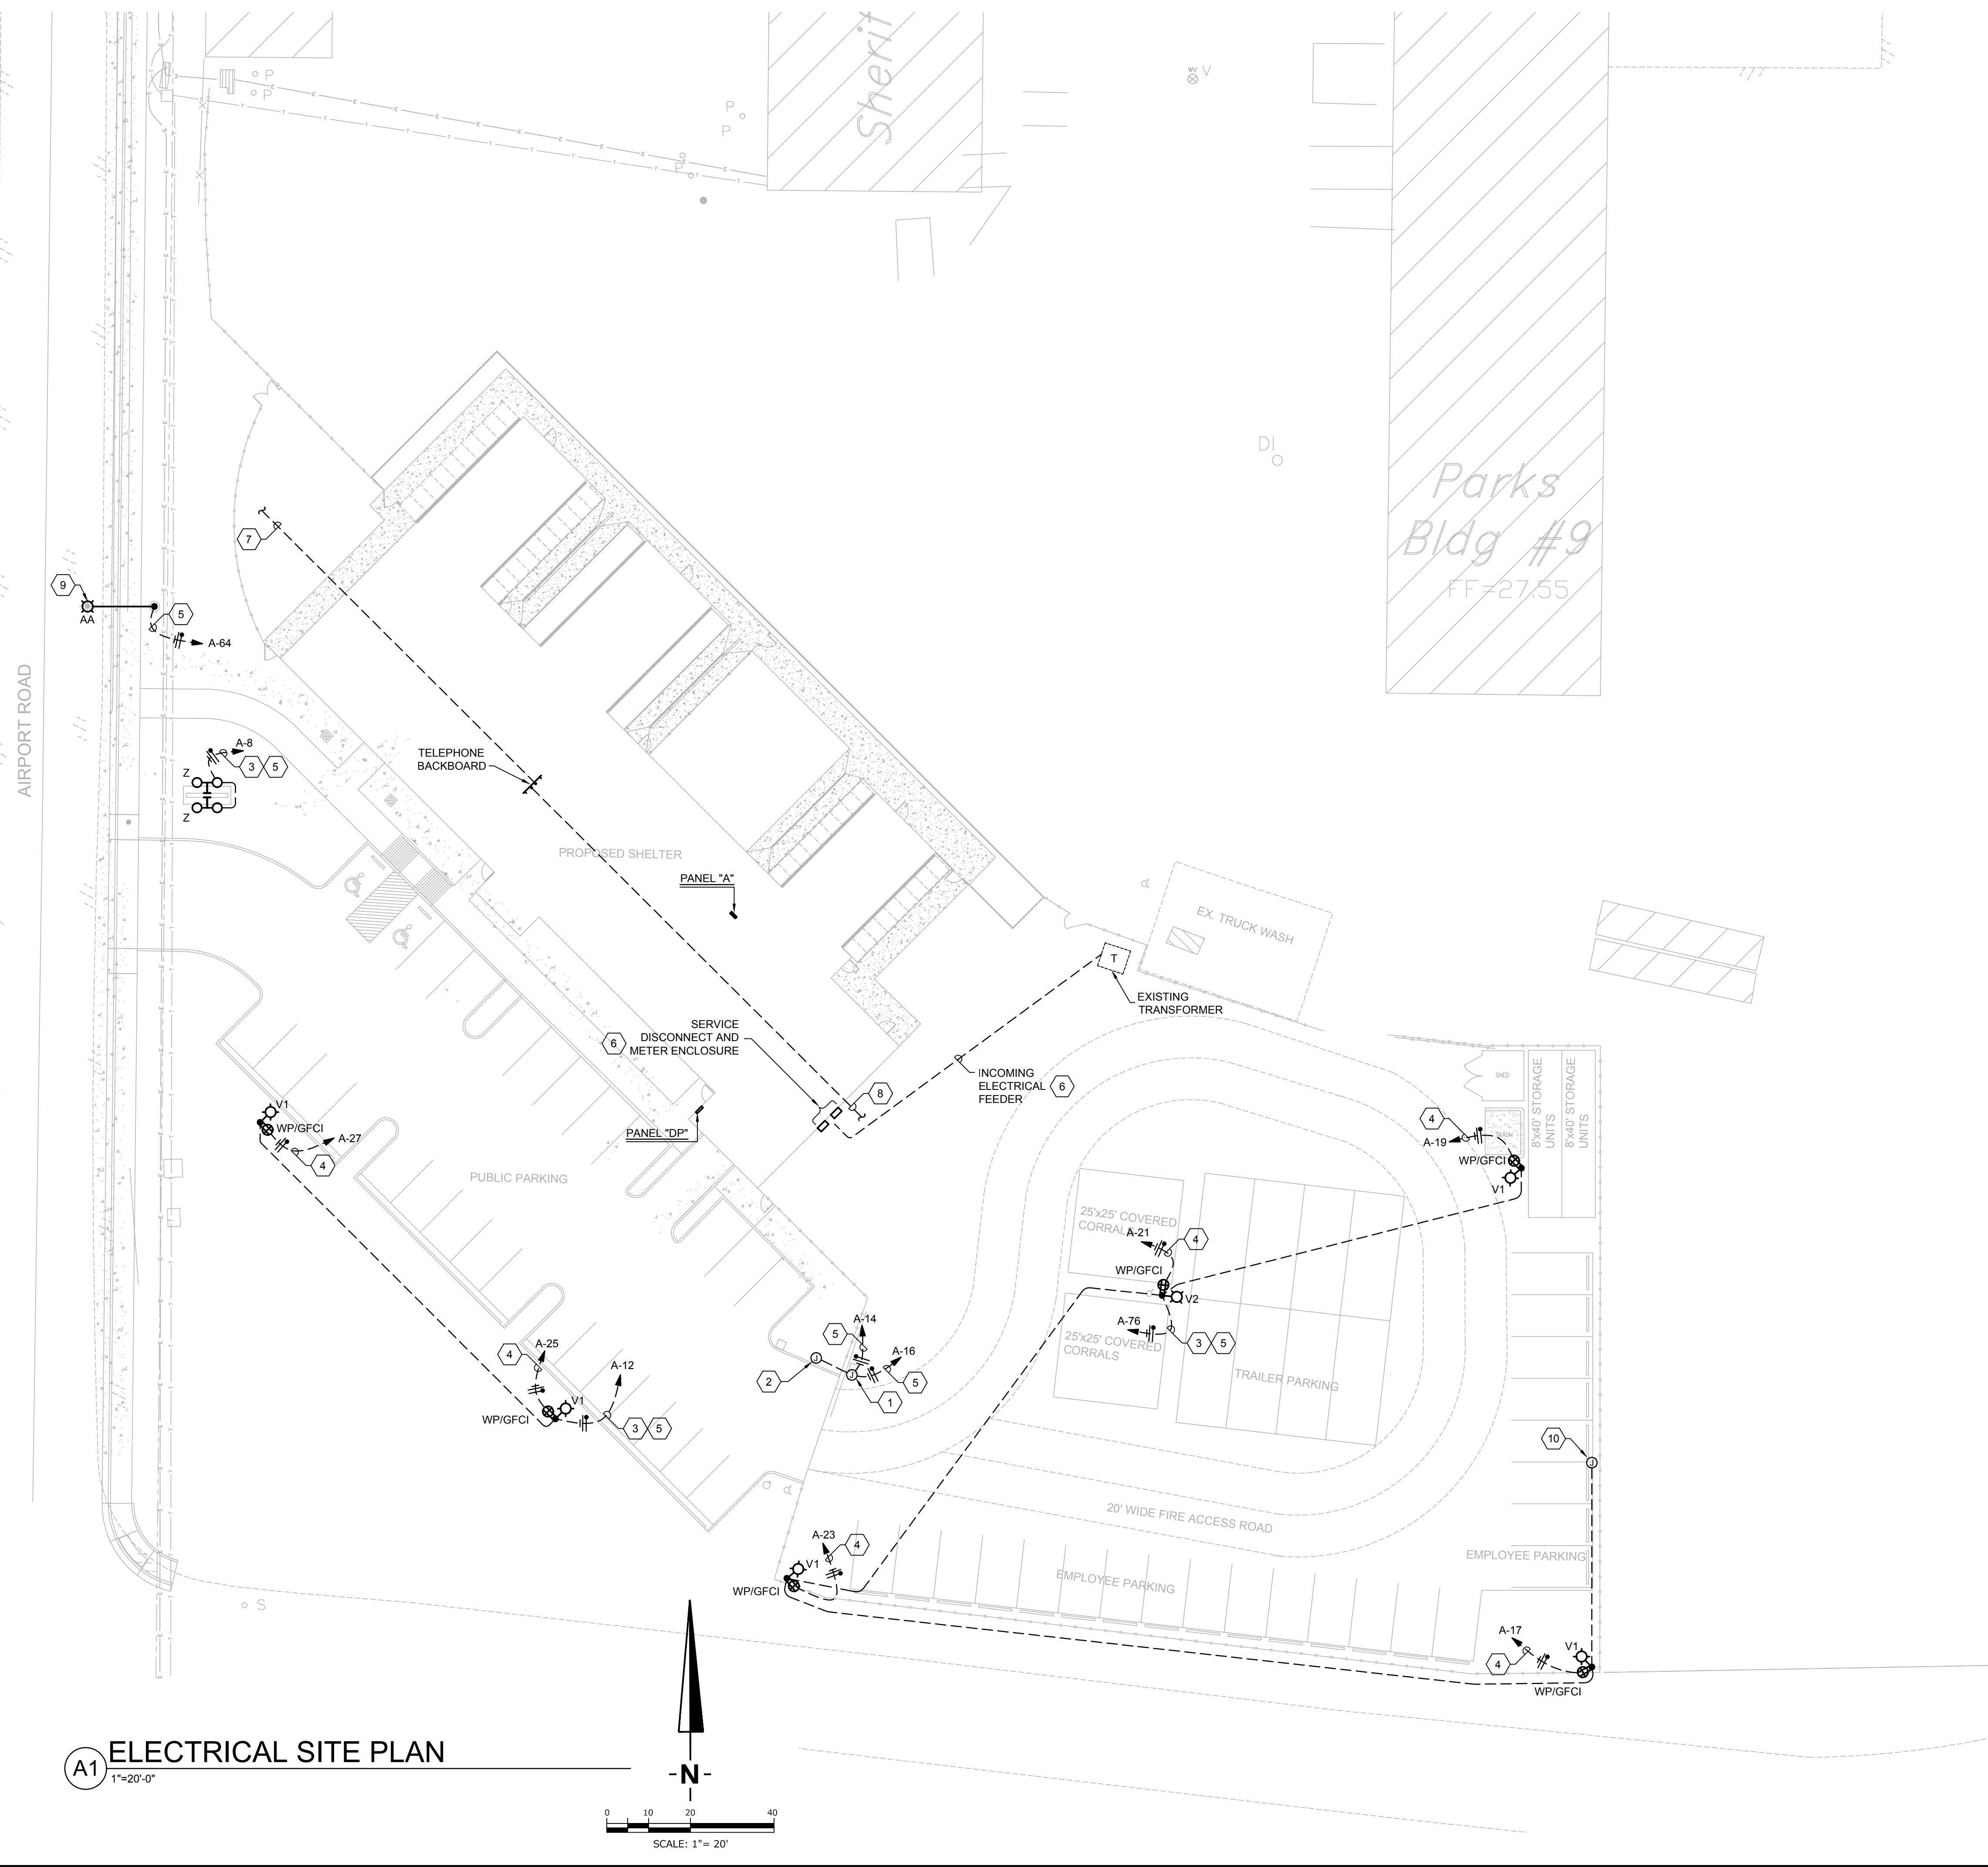 Sherif
P
P
P
P
P
WV
V
DI
Parks
Bldg #9
FF=27.55
7
9
AA
5
A-64
AIRPORT ROAD
A-8
3
5
Z
Z
TELEPHONE
BACKBOARD
PROPOSED SHELTER
PANEL "A"
EX. TRUCK WASH
T
EXISTING
TRANSFORMER
SERVICE
DISCONNECT AND
METER ENCLOSURE
6
INCOMING
ELECTRICAL
FEEDER
6
8
PANEL "DP"
SHED
8'x40' STORAGE
UNITS
8'x40' STORAGE
UNITS
TRASH
V1
WP/GFCI
A-27
4
PUBLIC PARKING
4
A-19
WP/GFCI
V1
25'x25' COVERED
CORRALS
A-21
4
WP/GFCI
V2
A-76
3
5
25'x25' COVERED
CORRALS
TRAILER PARKING
A-14
5
A-16
5
J
J
2
1
4
A-25
A-12
V1
WP/GFCI
3
5
10
J
20' WIDE FIRE ACCESS ROAD
EMPLOYEE PARKING
EMPLOYEE PARKING
A-23
4
V1
WP/GFCI
S
A-17
4
V1
WP/GFCI
A1
ELECTRICAL SITE PLAN
1"=20'-0"
-N-
0 10 20 40
SCALE: 1"= 20'